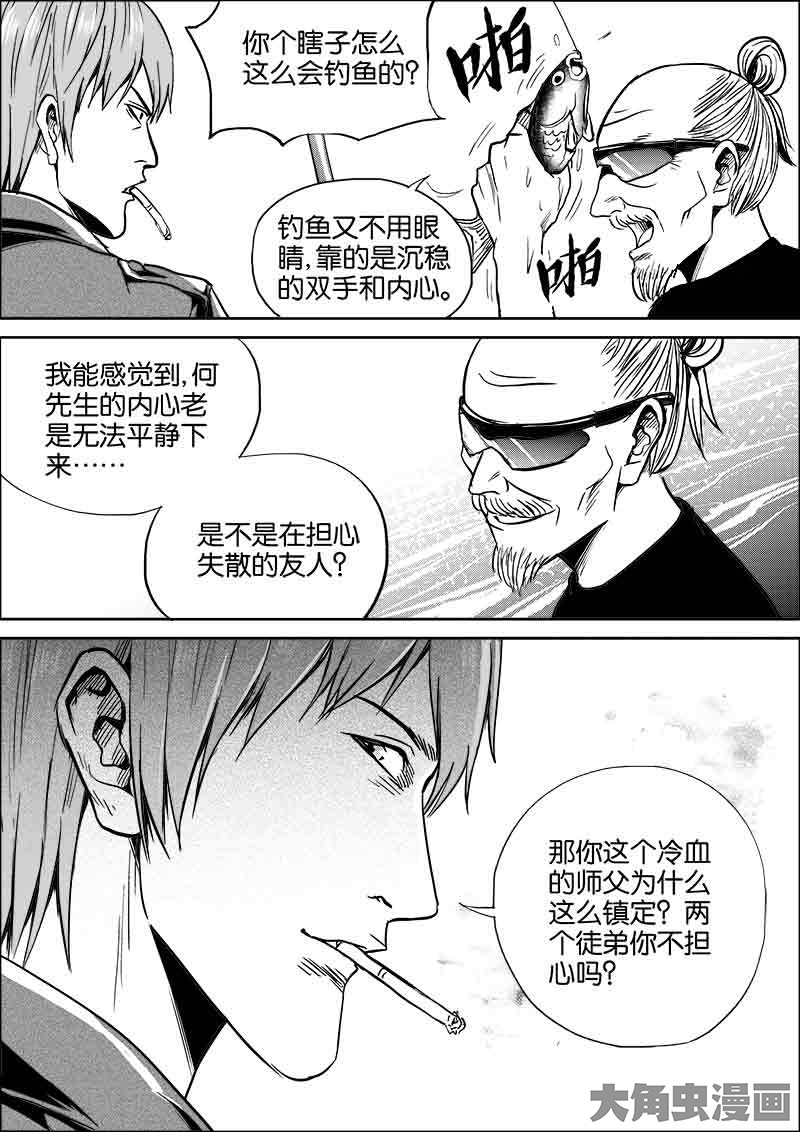 你个瞎子怎么
这么会钓鱼的？
啪
钓鱼又不用眼
睛，靠的是沉稳
的双手和内心。
啪
我能感觉到，何
先生的内心老
是无法平静下
来……
是不是在担心
失散的友人？
那你这个冷血
的师父为什么
这么镇定？两
个徒弟你不担
心吗？
大角虫漫画